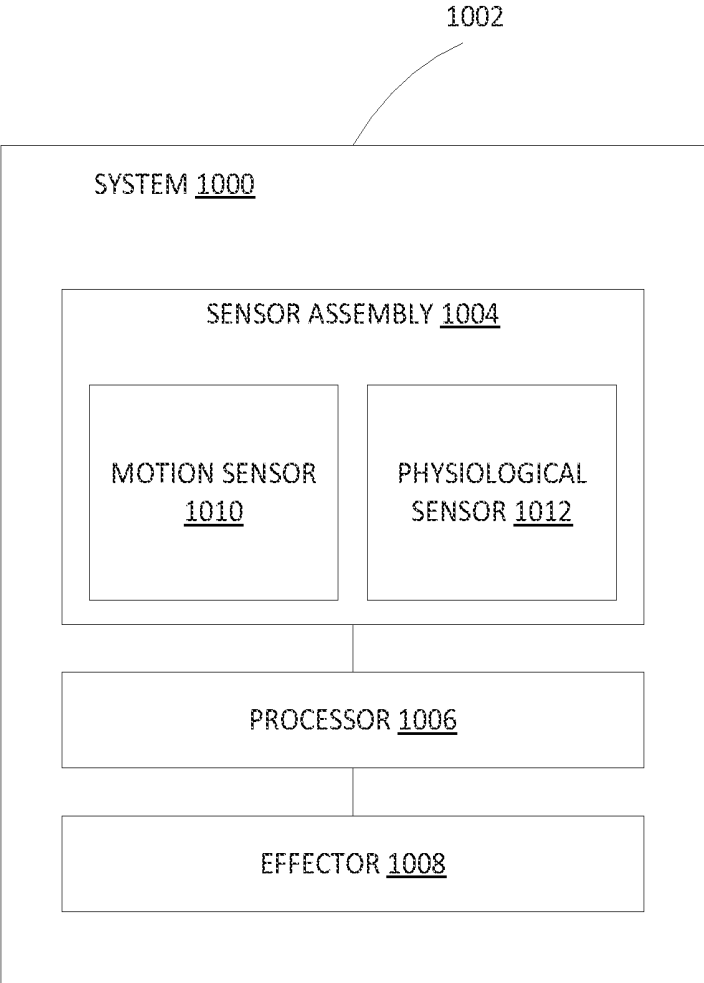 1002
SYSTEM 1000
SENSOR ASSEMBLY 1004
MOTION SENSOR
1010
PHYSIOLOGICAL
SENSOR 1012
PROCESSOR 1006
EFFECTOR 1008